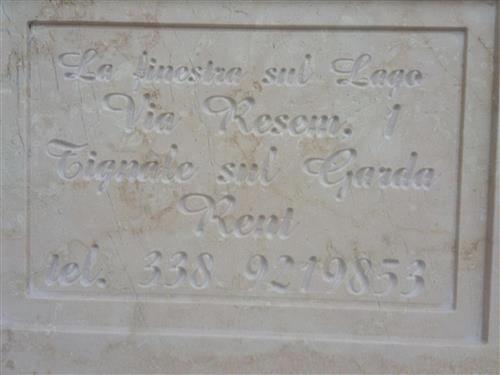 La finestra sul Lago
Via Resem. 1
Tignale sul Garda
Rent
tel. 338 9219853